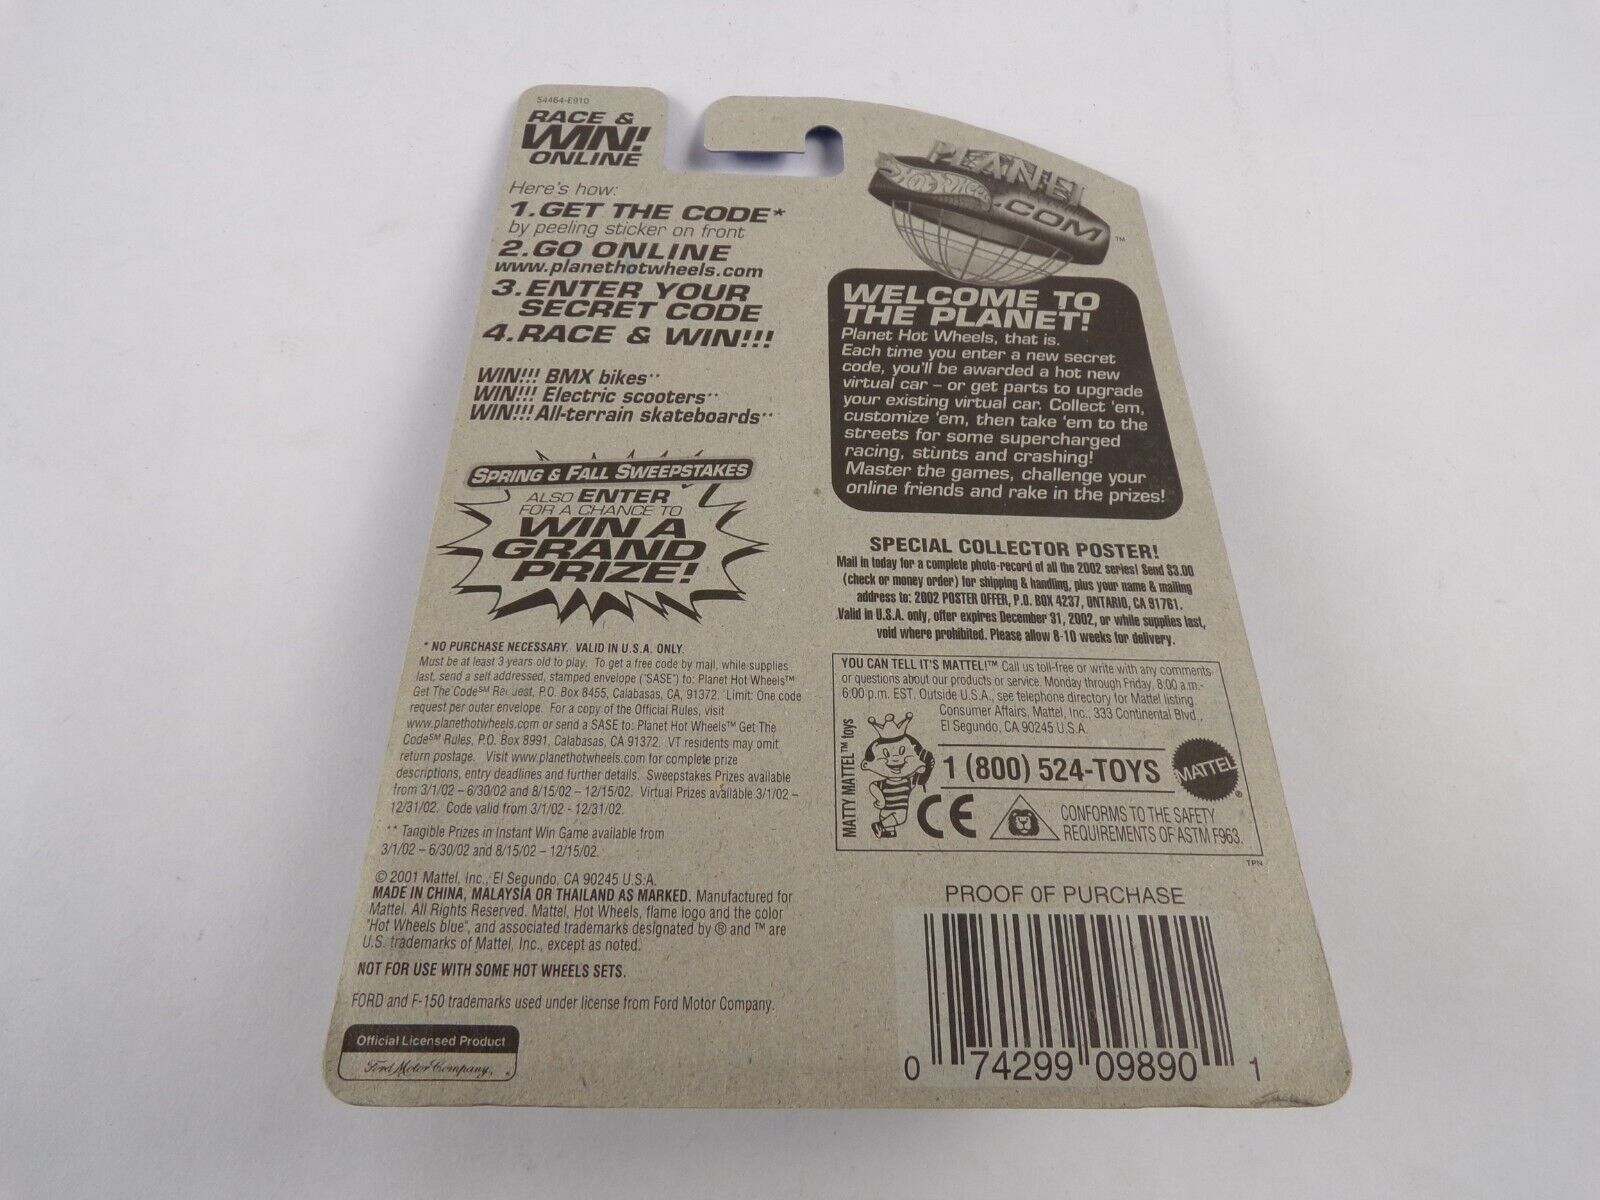 54464-E910
RACE &
WIN!
ONLINE
Here's how:
1.GET THE CODE*
by peeling sticker on front
2.GO ONLINE
www.planethotwheels.com
3.ENTER YOUR
SECRET CODE
4.RACE & WIN!!!
WIN!!! BMX bikes**
WIN!!! Electric scooters**
WIN!!! All-terrain skateboards**
SPRING & FALL SWEEPSTAKES
ALSO ENTER
FOR A CHANCE TO
WIN A
GRAND
PRIZE!
* NO PURCHASE NECESSARY. VALID IN U.S.A. ONLY.
Must be at least 3 years old to play. To get a free code by mail, while supplies
last, send a self addressed, stamped envelope ("SASE") to: Planet Hot Wheels™
Get The Code℠ Request, P.O. Box 8455, Calabasas, CA, 91372. Limit: One code
request per outer envelope. For a copy of the Official Rules, visit
www.planethotwheels.com or send a SASE to: Planet Hot Wheels™ Get The
Code℠ Rules, P.O. Box 8991, Calabasas, CA 91372. VT residents may omit
return postage. Visit www.planethotwheels.com for complete prize
descriptions, entry deadlines and further details. Sweepstakes Prizes available
from 3/1/02 - 6/30/02 and 8/15/02 - 12/15/02. Virtual Prizes available 3/1/02 –
12/31/02. Code valid from 3/1/02 - 12/31/02.
** Tangible Prizes in Instant Win Game available from
3/1/02 – 6/30/02 and 8/15/02 – 12/15/02.
© 2001 Mattel, Inc., El Segundo, CA 90245 U.S.A.
MADE IN CHINA, MALAYSIA OR THAILAND AS MARKED. Manufactured for
Mattel. All Rights Reserved. Mattel, Hot Wheels, flame logo and the color
"Hot Wheels blue", and associated trademarks designated by ® and ™ are
U.S. trademarks of Mattel, Inc., except as noted.
NOT FOR USE WITH SOME HOT WHEELS SETS.
FORD and F-150 trademarks used under license from Ford Motor Company.
Official Licensed Product
Ford Motor Company, ®
PLANET
HOT WHEELS
.COM
™
WELCOME TO
THE PLANET!
Planet Hot Wheels, that is.
Each time you enter a new secret
code, you'll be awarded a hot new
virtual car – or get parts to upgrade
your existing virtual car. Collect 'em,
customize 'em, then take 'em to the
streets for some supercharged
racing, stunts and crashing!
Master the games, challenge your
online friends and rake in the prizes!
SPECIAL COLLECTOR POSTER!
Mail in today for a complete photo-record of all the 2002 series! Send $3.00
(check or money order) for shipping & handling, plus your name & mailing
address to: 2002 POSTER OFFER, P.O. BOX 4237, ONTARIO, CA 91761.
Valid in U.S.A. only, offer expires December 31, 2002, or while supplies last,
void where prohibited. Please allow 8-10 weeks for delivery.
YOU CAN TELL IT'S MATTEL!™ Call us toll-free or write with any comments
or questions about our products or service. Monday through Friday, 8:00 a.m.-
6:00 p.m. EST. Outside U.S.A., see telephone directory for Mattel listing.
Consumer Affairs, Mattel, Inc., 333 Continental Blvd.,
El Segundo, CA 90245 U.S.A.
MATTY MATTEL™ toys
1 (800) 524-TOYS
MATTEL
®
CE
CONFORMS TO THE SAFETY
REQUIREMENTS OF ASTM F963.
TPN
PROOF OF PURCHASE
0 74299 09890 1